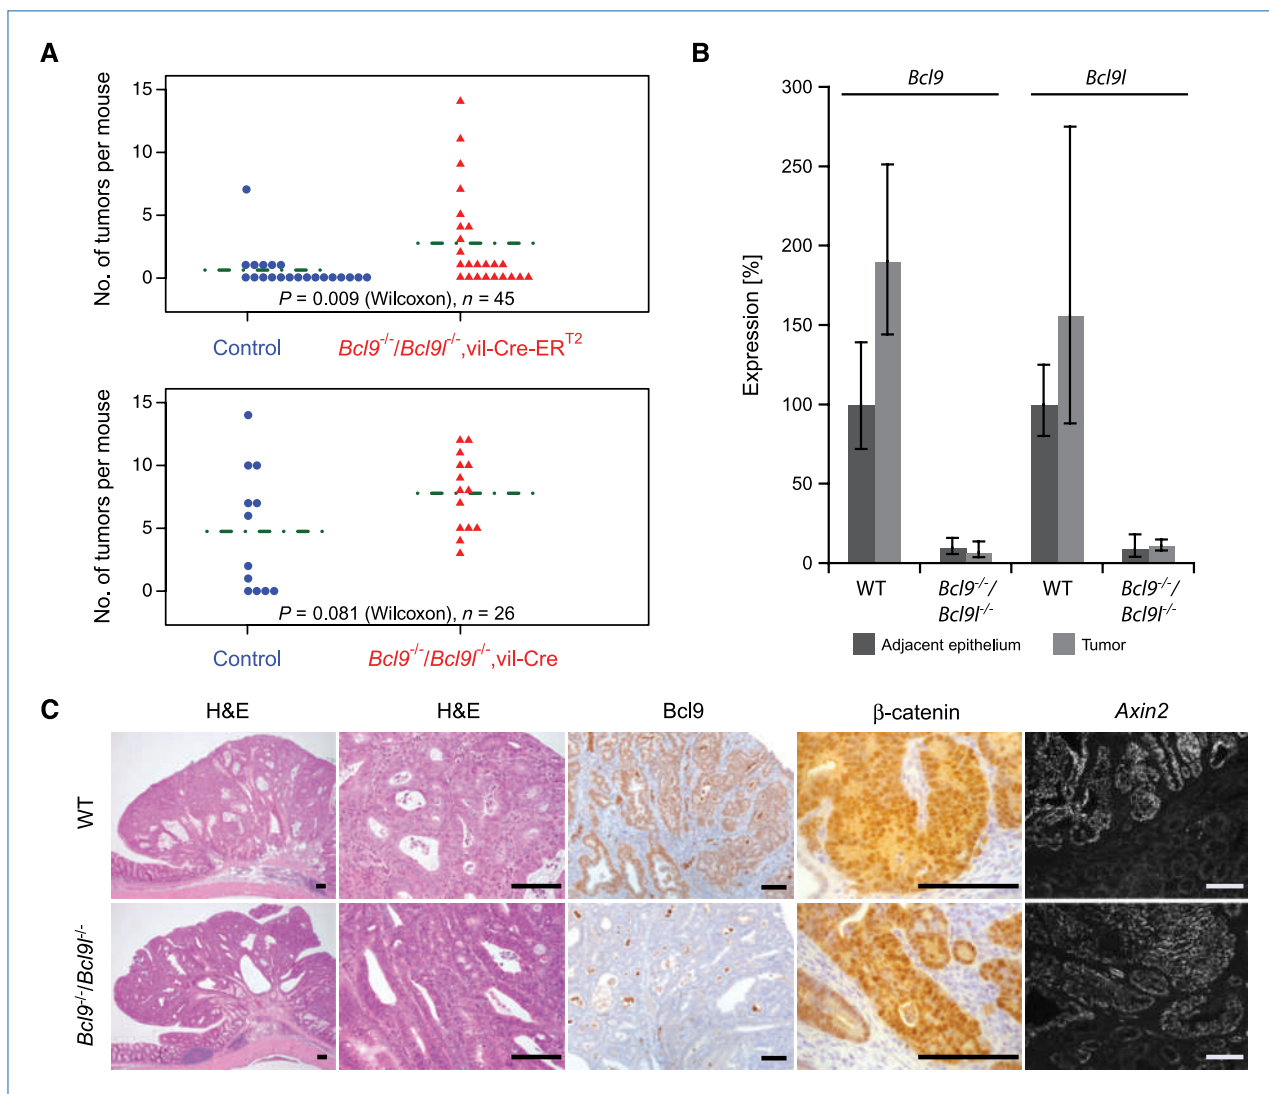 A
No. of tumors per mouse
15
10
5
0
P = 0.009 (Wilcoxon), n = 45
Control
Bcl9-/-/Bcl9l-/-,vil-Cre-ERT2
No. of tumors per mouse
15
10
5
0
P = 0.081 (Wilcoxon), n = 26
Control
Bcl9-/-/Bcl9l-/-,vil-Cre
B
Bcl9
Bcl9l
Expression [%]
300
250
200
150
100
50
0
WT
Bcl9-/-/
Bcl9l-/-
WT
Bcl9-/-/
Bcl9l-/-
Adjacent epithelium
Tumor
C
H&E
H&E
Bcl9
β-catenin
Axin2
WT
Bcl9-/-/Bcl9l-/-